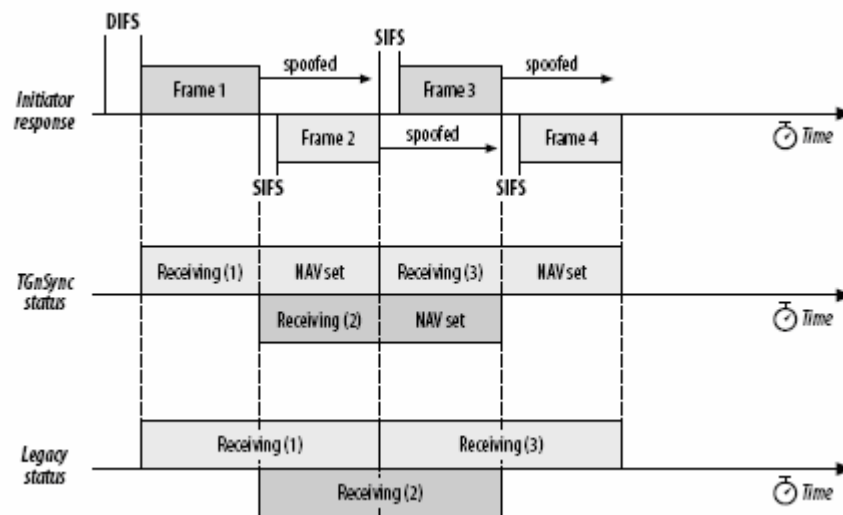 DIFS
SIFS
spoofed
spoofed
Frame 1
Frame 3
Initiator
response
Time
Frame 2
spoofed
Frame 4
SIFS
SIFS
TGnSync
status
Receiving (1)
NAV set
Receiving (3)
NAV set
Time
Receiving (2)
NAV set
Legacy
status
Receiving (1)
Receiving (3)
Time
Receiving (2)